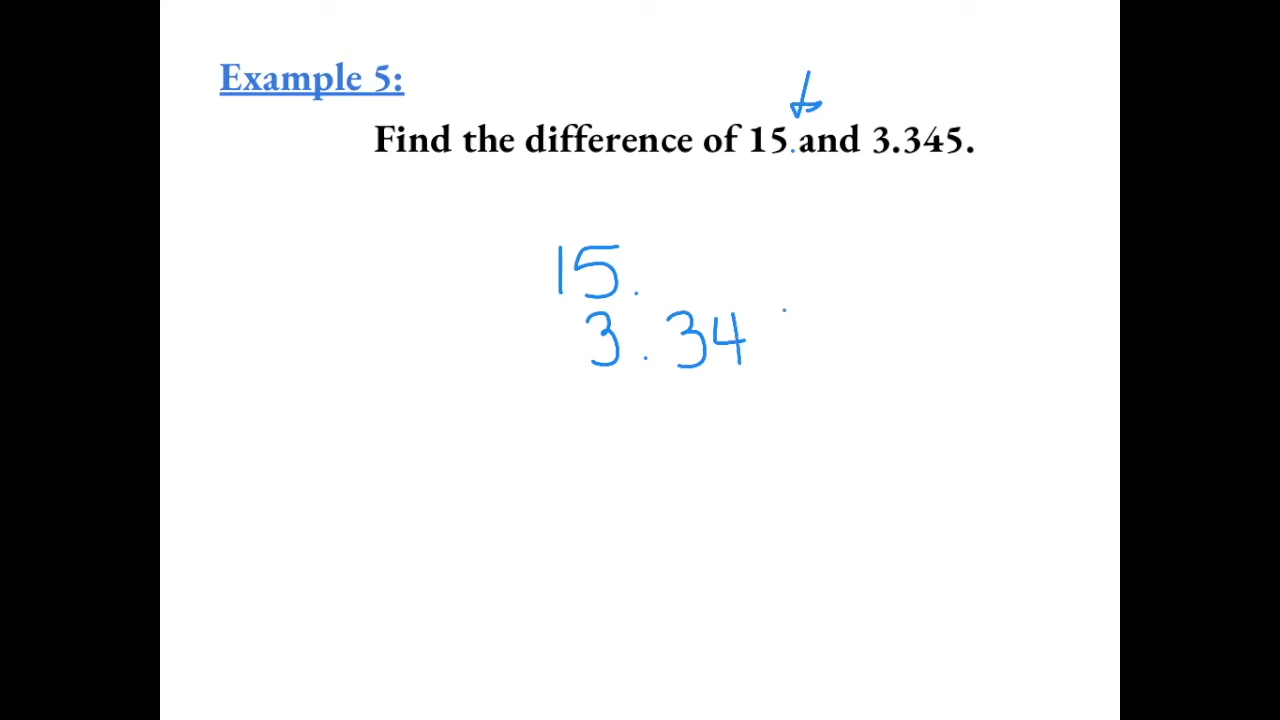 Example 5:
Find the difference of 15.and 3.345.
15.
3.34